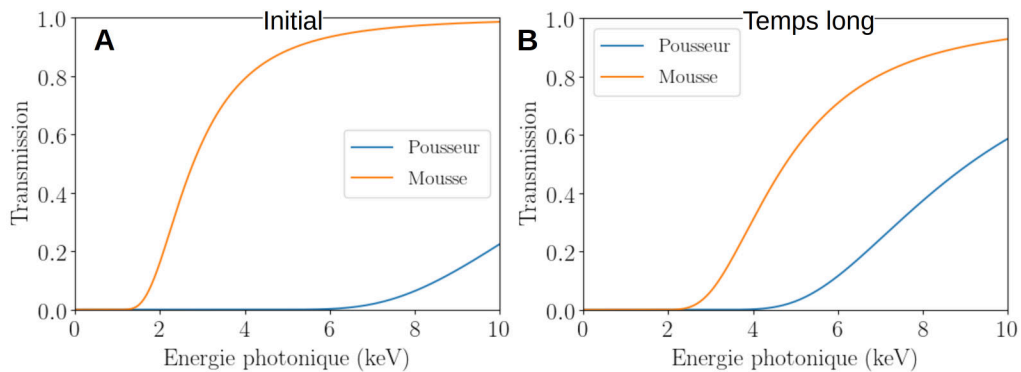 Initial
A
1.0
0.8
0.6
0.4
0.2
0.0
Transmission
Pousseur
Mousse
0 2 4 6 8 10
Energie photonique (keV)
Temps long
B
1.0
0.8
0.6
0.4
0.2
0.0
Transmission
Pousseur
Mousse
0 2 4 6 8 10
Energie photonique (keV)